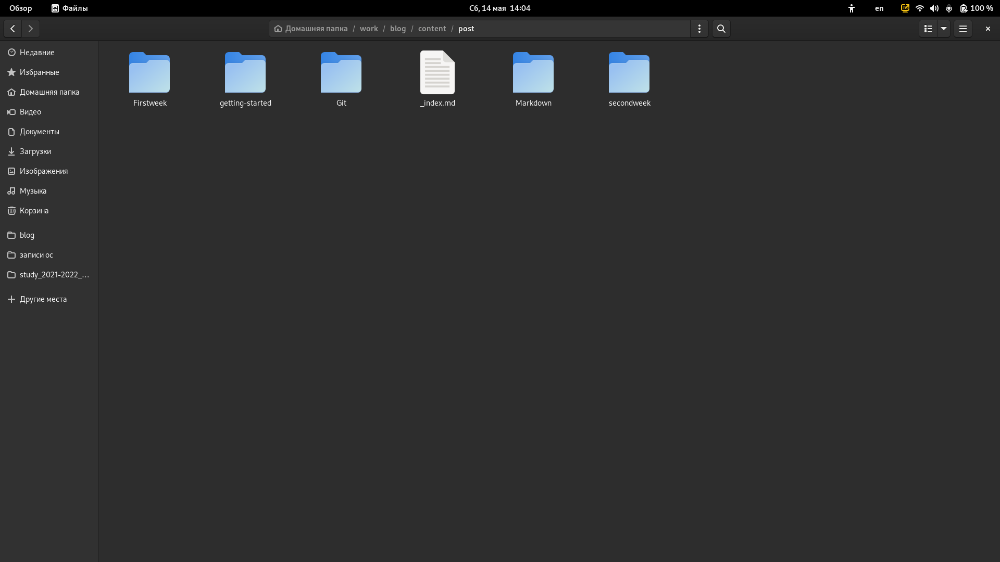 Обзор Файлы Сб, 14 мая 14:04 en 100 %
Домашняя папка / work / blog / content / post
Недавние
Избранные
Домашняя папка
Видео
Документы
Загрузки
Изображения
Музыка
Корзина
blog
записи ос
study_2021-2022_...
Другие места
Firstweek getting-started Git _index.md Markdown secondweek